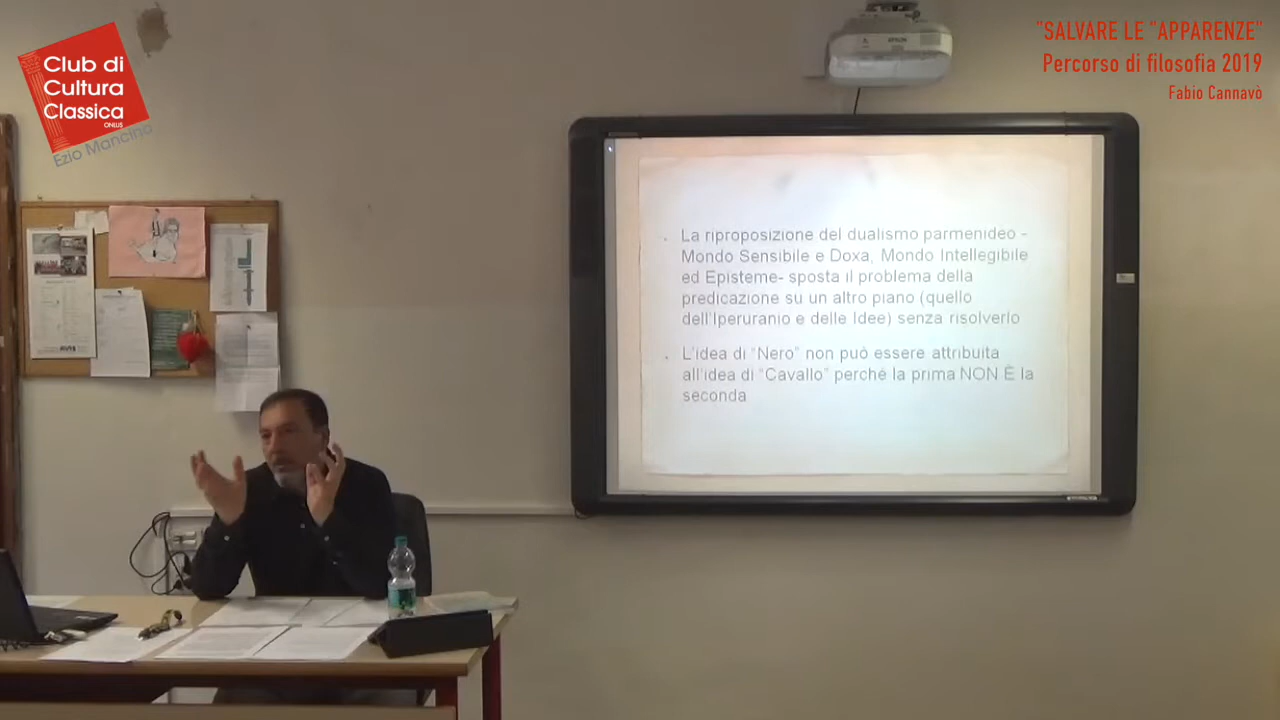 Club di
Cultura
Classica
ONLUS
Ezio Mancino
"SALVARE LE "APPARENZE"
Percorso di filosofia 2019
Fabio Cannavò
EPSON
La riproposizione del dualismo parmenideo -
Mondo Sensibile e Doxa, Mondo Intellegibile
ed Episteme- sposta il problema della
predicazione su un altro piano (quello
dell'Iperuranio e delle Idee) senza risolverlo
L'idea di "Nero" non può essere attribuita
all'idea di "Cavallo" perché la prima NON È la
seconda